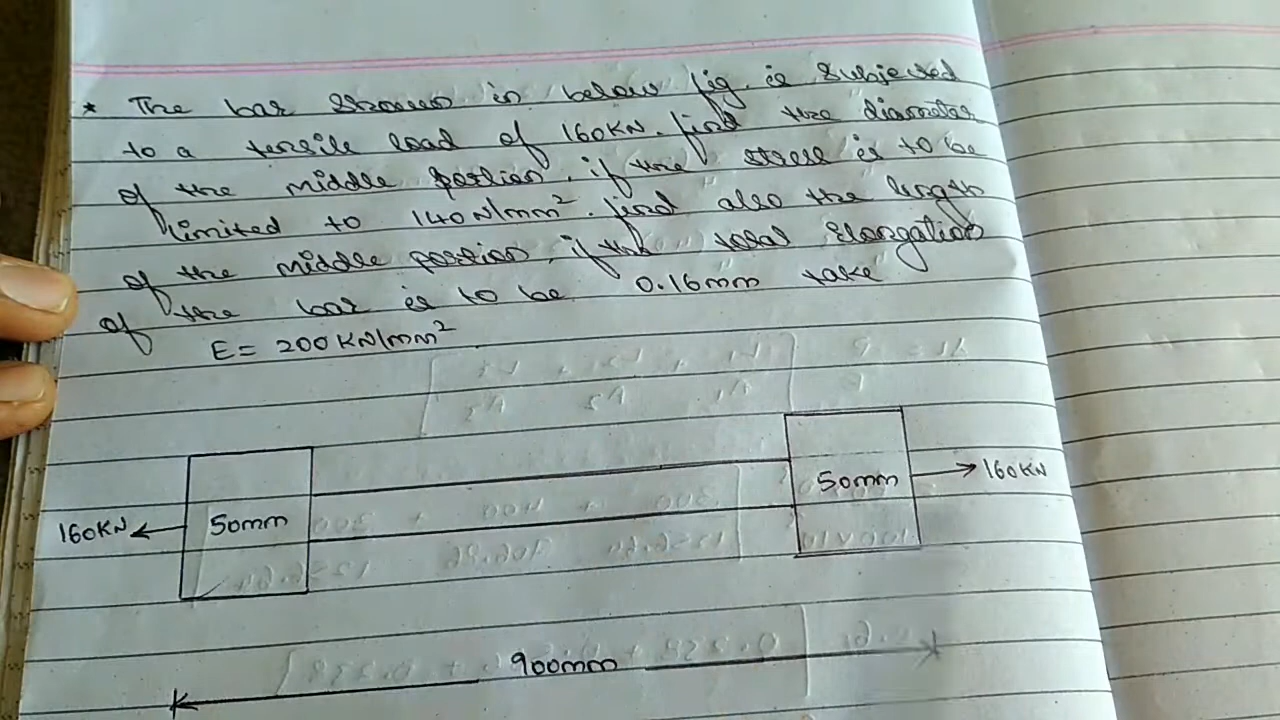 * The bar shown in below fig. is subjected
to a tensile load of 160KN. find the diameter
of the middle portion, if the stress is to be
limited to 140 N/mm². find also the length
of the middle portion, if the total Elongation
of the bar is to be 0.16mm take
E = 200 KN/mm²
50mm → 160KN
160KN ← 50mm
900mm